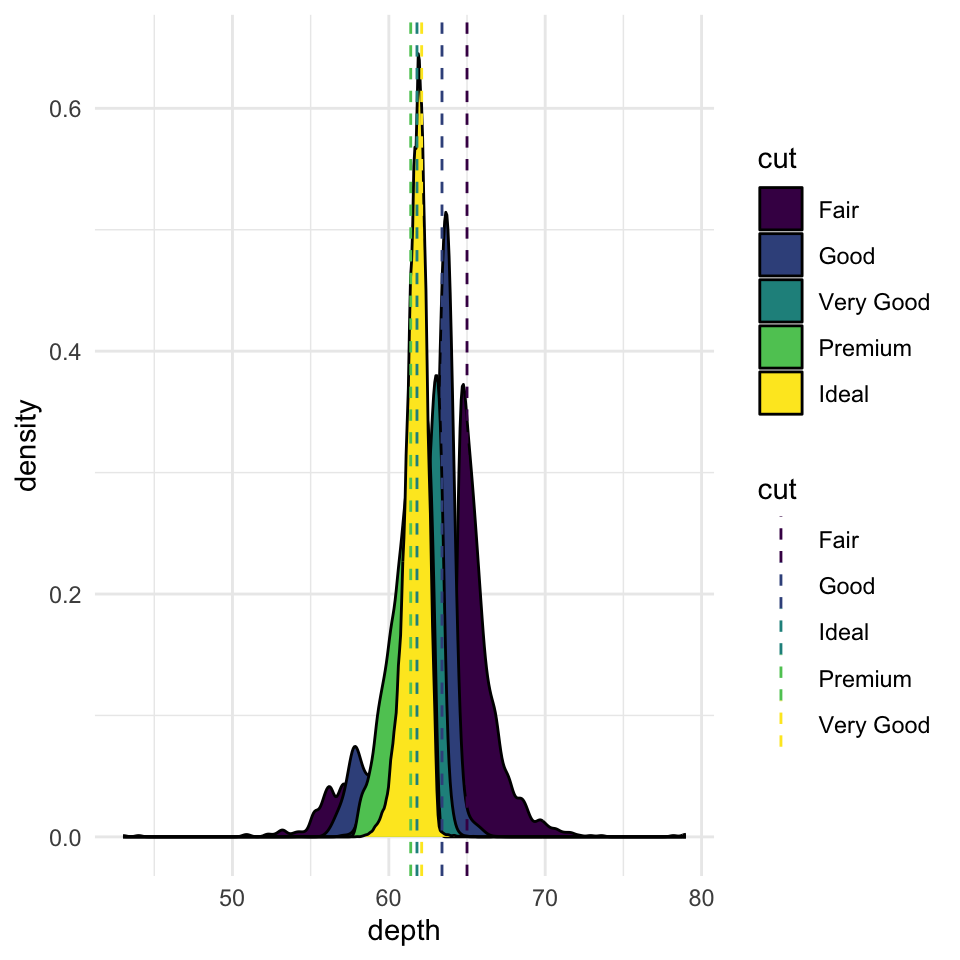 0.6
0.4
0.2
0.0
density
50 60 70 80
depth
cut
Fair
Good
Very Good
Premium
Ideal
cut
Fair
Good
Ideal
Premium
Very Good